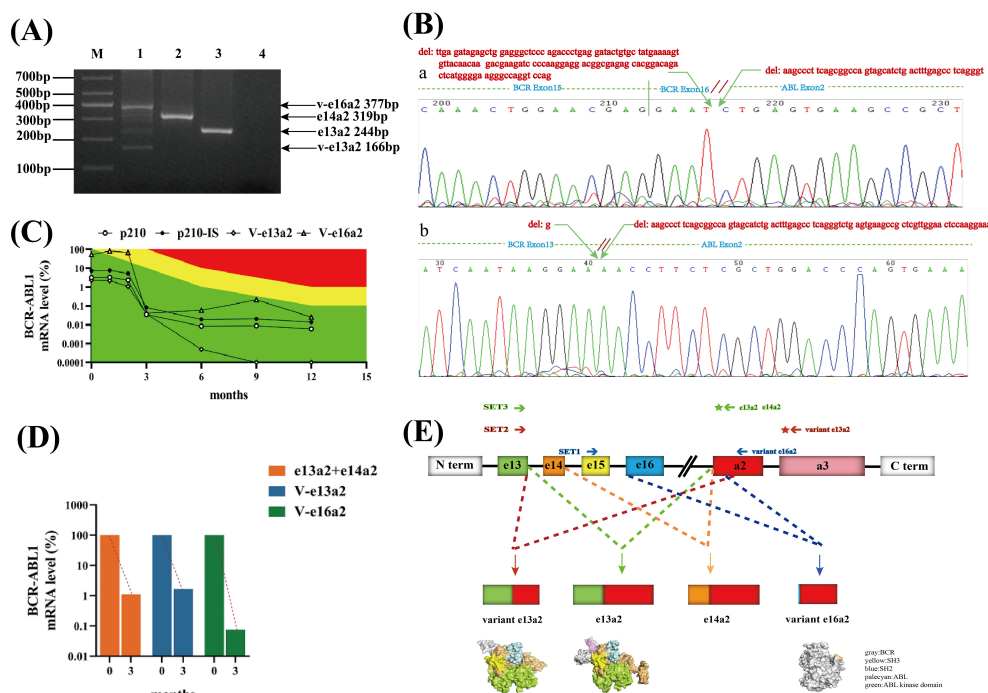 (A)
M 1 2 3 4
700bp
500bp
400bp
300bp
200bp
100bp
v-e16a2 377bp
e14a2 319bp
e13a2 244bp
v-e13a2 166bp
(B)
del: ttga gatagagctg gagggctccc agaccctgag gatactgtgc tatgaaaagt
gttacaacaa gacgaagatc cccaaggagg acggcgagag cacggacaga
ctcatgggga agggccaggt ccag
a
del: aagccct tcagcggcca gtagcatctg actttgagcc tcagggt
BCR Exon15
BCR Exon16
ABL Exon2
200 210 220 230
C A A C A C T G G A A C G A G G A A T C T G A G T G A A G C C G C T
b
del: g
del: aagccct tcagcggcca gtagcatctg actttgagcc tcagggtctg agtgaagccg ctcgttggaa ctccaaggaaa
BCR Exon13
ABL Exon2
30 40 50 60
A T C A A T A A G G A A A C C T T C T C G C T G G A C C C A G T G A A A
(C)
p210 p210-IS V-e13a2 V-e16a2
BCR-ABL1
mRNA level (%)
100
10
1
0.1
0.01
0.0001
0 3 6 9 12 15
months
(D)
e13a2+e14a2
V-e13a2
V-e16a2
BCR-ABL1
mRNA level (%)
1000
100
10
1
0.1
0.01
0 3 0 3 0 3
months
(E)
SET3
e13a2 e14a2
SET2
variant e13a2
SET1
variant e16a2
N term e13 e14 e15 e16 a2 a3 C term
variant e13a2 e13a2 e14a2 variant e16a2
gray:BCR
yellow:SH3
blue:SH2
palecyan:ABL
green:ABL kinase domain